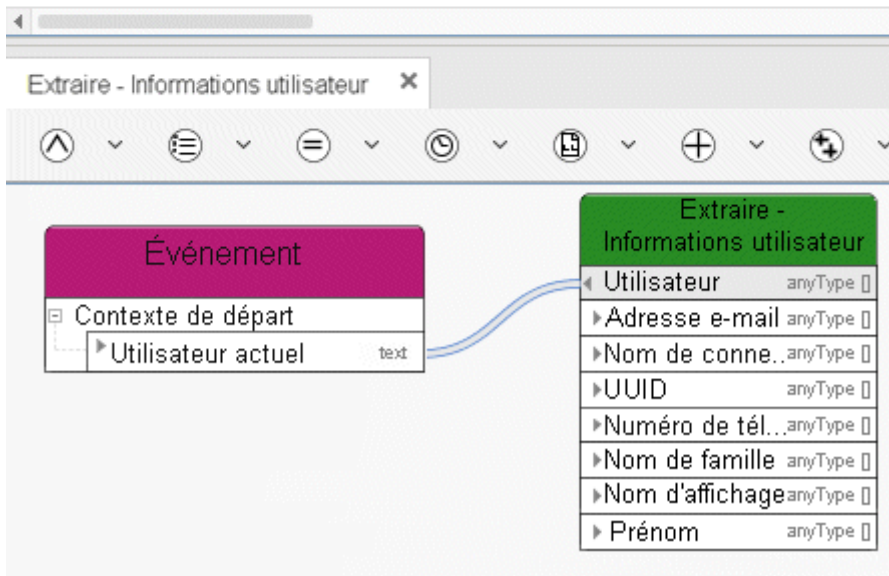 Extraire - Informations utilisateur
Événement
Contexte de départ
Utilisateur actuel text
Extraire -
Informations utilisateur
Utilisateur anyType []
Adresse e-mail anyType []
Nom de conne.. anyType []
UUID anyType []
Numéro de tél... anyType []
Nom de famille anyType []
Nom d'affichage anyType []
Prénom anyType []